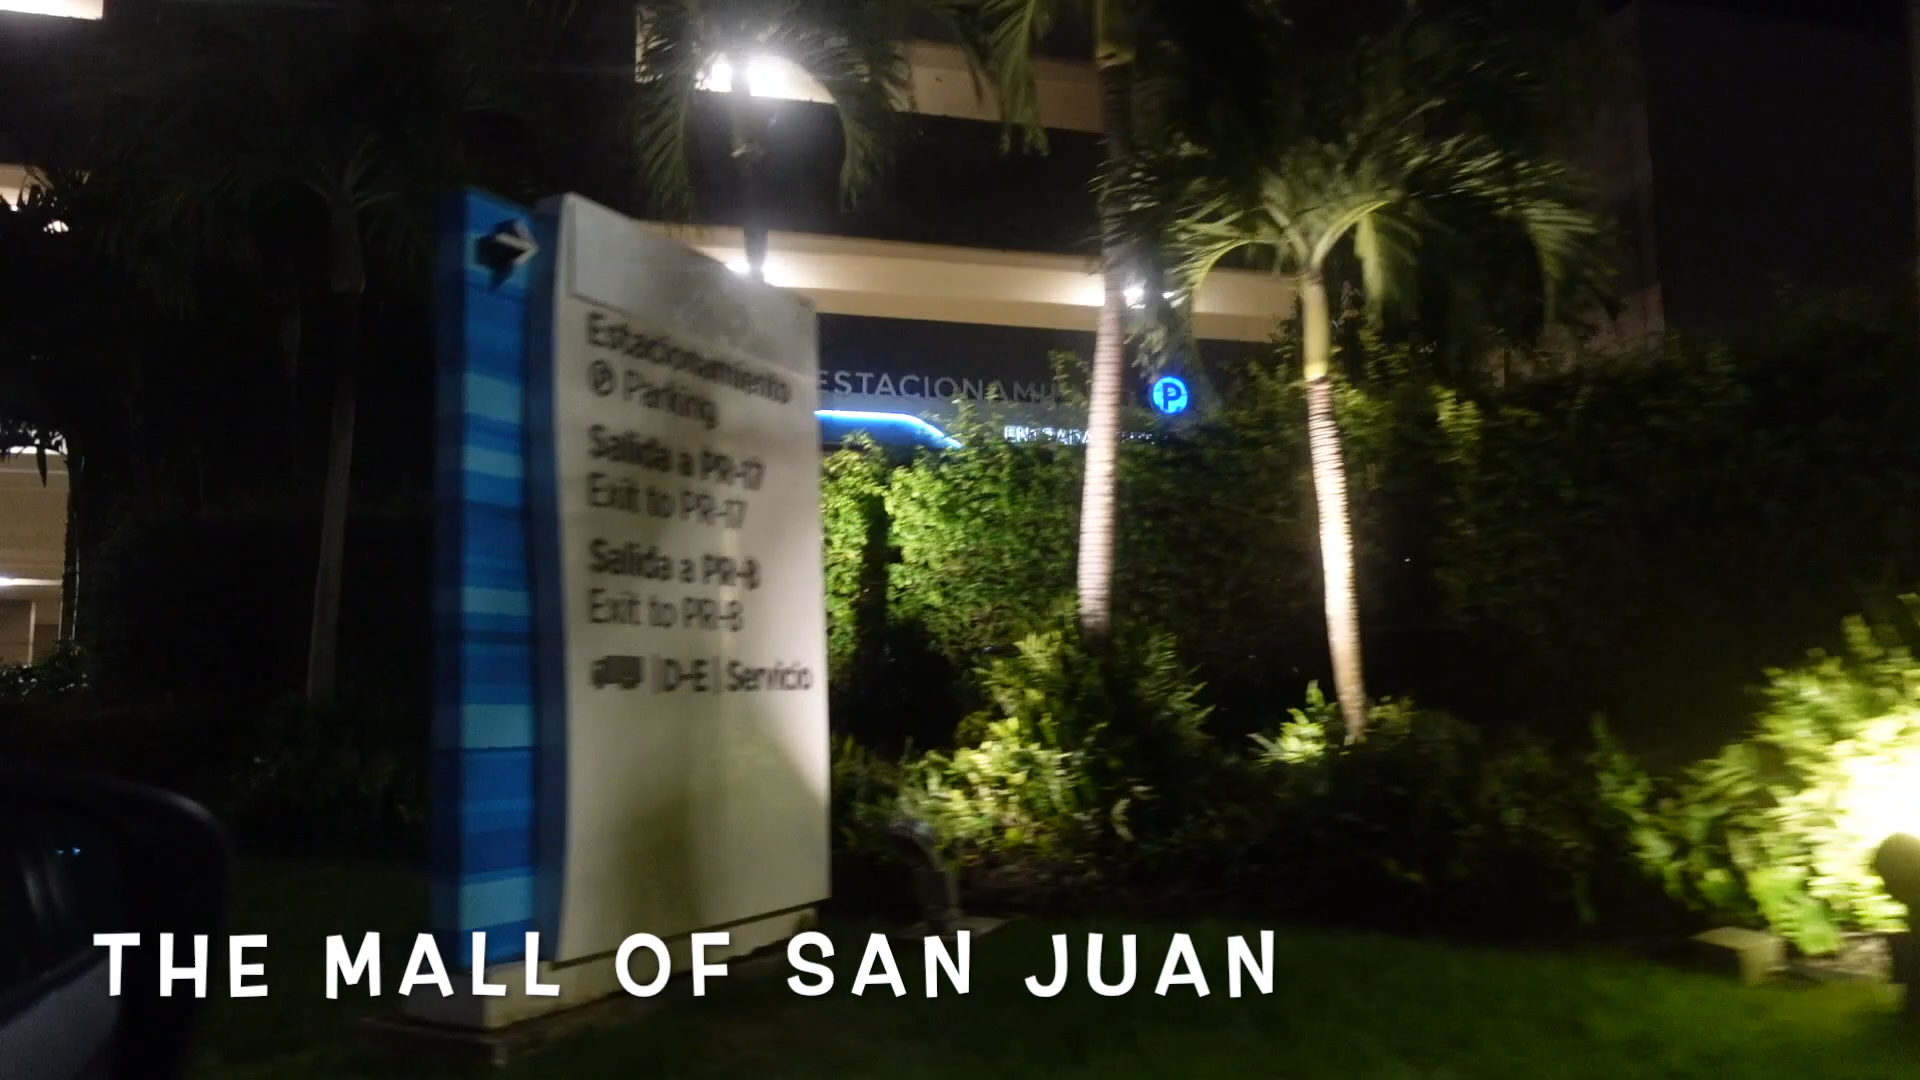 Estacionamiento
P Parking
Salida a PR-17
Exit to PR-17
Salida a PR-8
Exit to PR-8
D-E | Servicio
P
THE MALL OF SAN JUAN